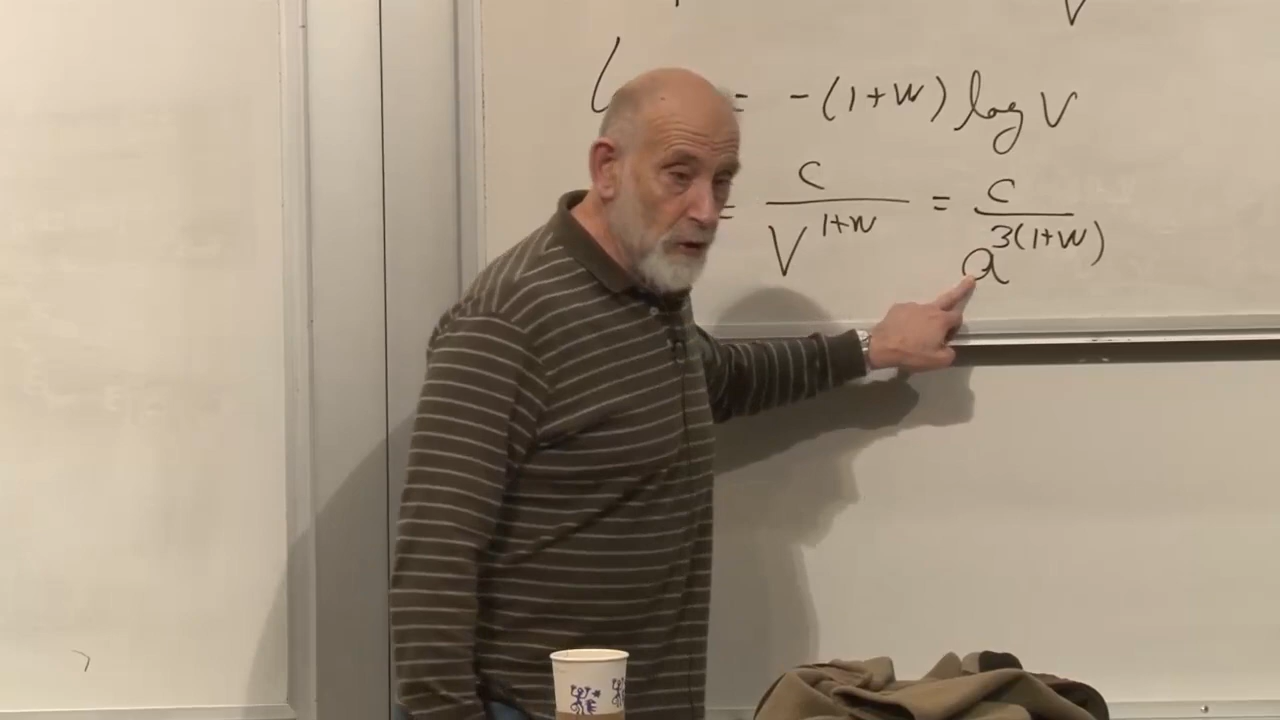 V
= -(1+w) log V
= c / V^{1+w} = c / a^{3(1+w)}